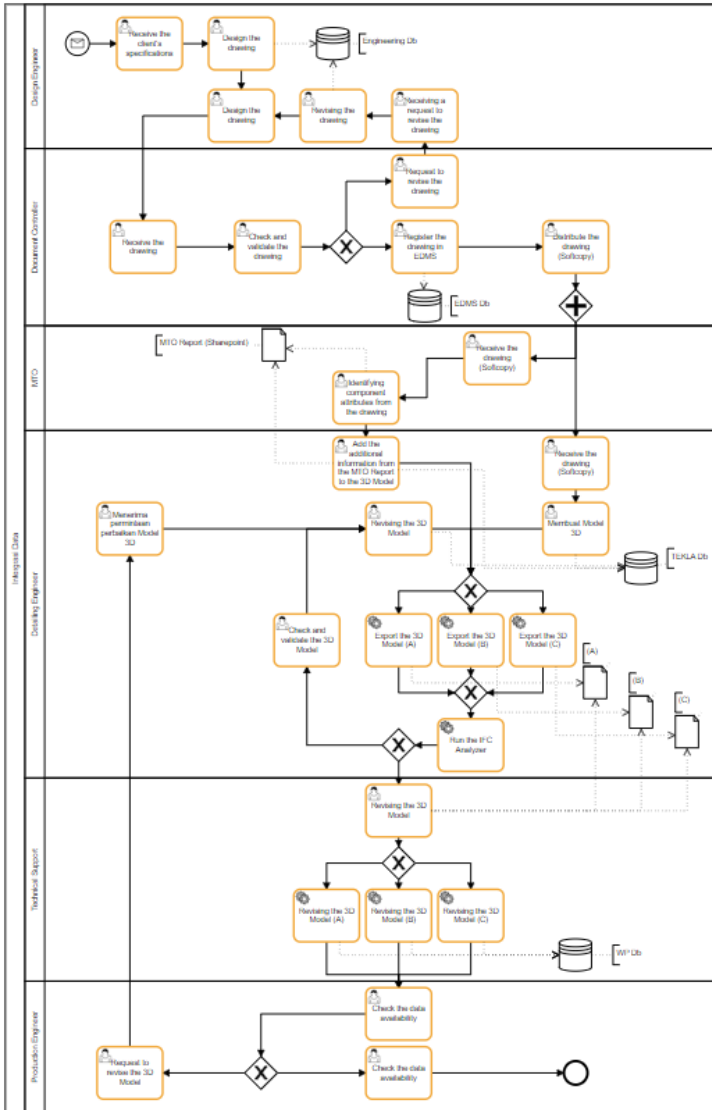 Intergrasi Data
Design Engineer
Receive the
client's
specifications
Design the
drawing
Engineering Db
Design the
drawing
Revising the
drawing
Receiving a
request to
revise the
drawing
Document Controller
Request to
revise the
drawing
Receive the
drawing
Check and
validate the
drawing
Register the
drawing in
EDMS
Distribute the
drawing
(Softcopy)
EDMS Db
MTO
MTO Report (Sharepoint)
Receive the
drawing
(Softcopy)
Identifying
component
attributes from
the drawing
Detailing Engineer
Add the
additional
information from
the MTO Report
to the 3D Model
Receive the
drawing
(Softcopy)
Menerima
permintaan
perbaikan Model
3D
Revising the 3D
Model
Membuat Model
3D
TEKLA Db
Check and
validate the 3D
Model
Export the 3D
Model (A)
Export the 3D
Model (B)
Export the 3D
Model (C)
(A)
(B)
(C)
Run the IFC
Analyzer
Technical Support
Revising the 3D
Model
Revising the 3D
Model (A)
Revising the 3D
Model (B)
Revising the 3D
Model (C)
WP Db
Production Engineer
Check the data
availability
Request to
revise the 3D
Model
Check the data
availability